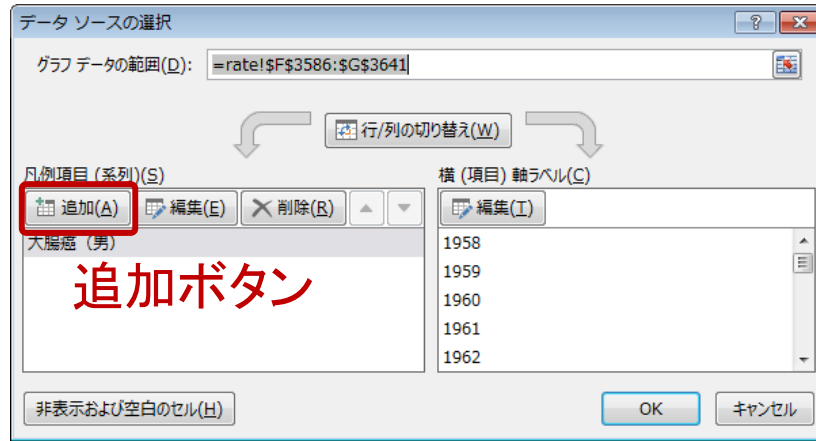 データ ソースの選択
グラフ データの範囲(D): =rate!$F$3586:$G$3641
行/列の切り替え(W)
凡例項目 (系列)(S)
追加(A) 編集(E) 削除(R)
大腸癌（男）
追加ボタン
横 (項目) 軸ラベル(C)
編集(I)
1958
1959
1960
1961
1962
非表示および空白のセル(H)
OK キャンセル